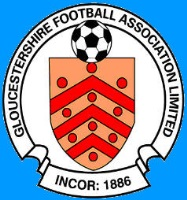 GLOUCESTERSHIRE FOOTBALL ASSOCIATION LIMITED
INCOR: 1886